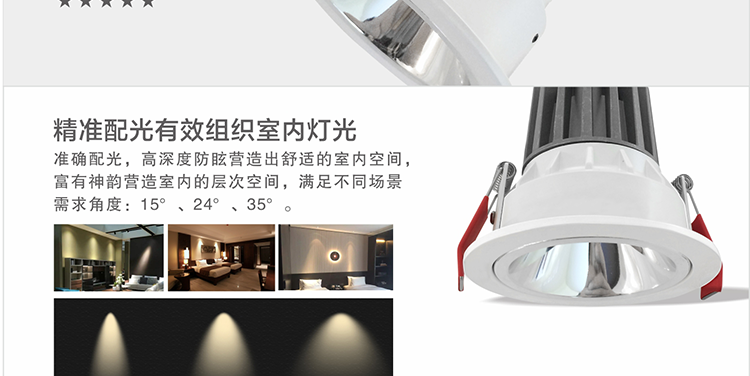 ★★★★★
精准配光有效组织室内灯光
准确配光，高深度防眩营造出舒适的室内空间，
富有神韵营造室内的层次空间，满足不同场景
需求角度：15°、24°、35°。